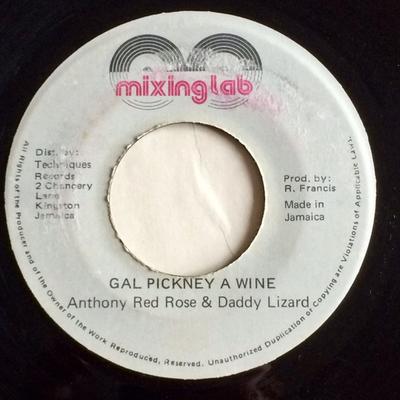 mixing lab
Dist. by:
Techniques
Records
2 Chancery
Lane
Kingston
Jamaica
Prod. by:
R. Francis
Made in
Jamaica
GAL PICKNEY A WINE
Anthony Red Rose & Daddy Lizard
All Rights of the Producer and of the Owner of the Work Reproduced, Reserved. Unauthorized Duplication or Copying are Violations of Applicable Laws.